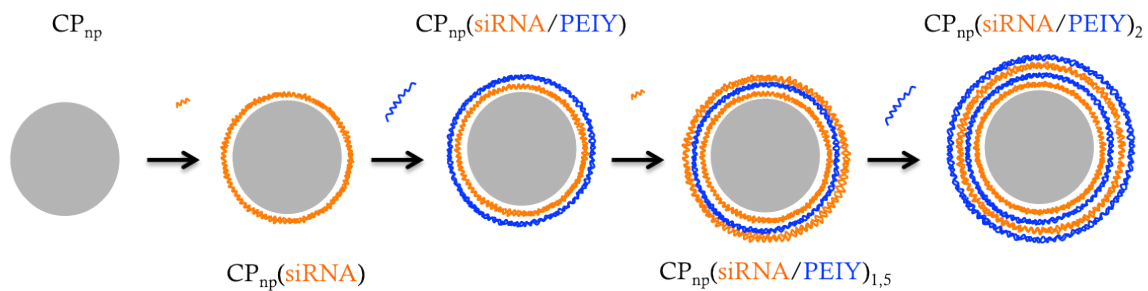 CPnp
CPnp(siRNA/PEIY)
CPnp(siRNA/PEIY)2
CPnp(siRNA)
CPnp(siRNA/PEIY)1,5